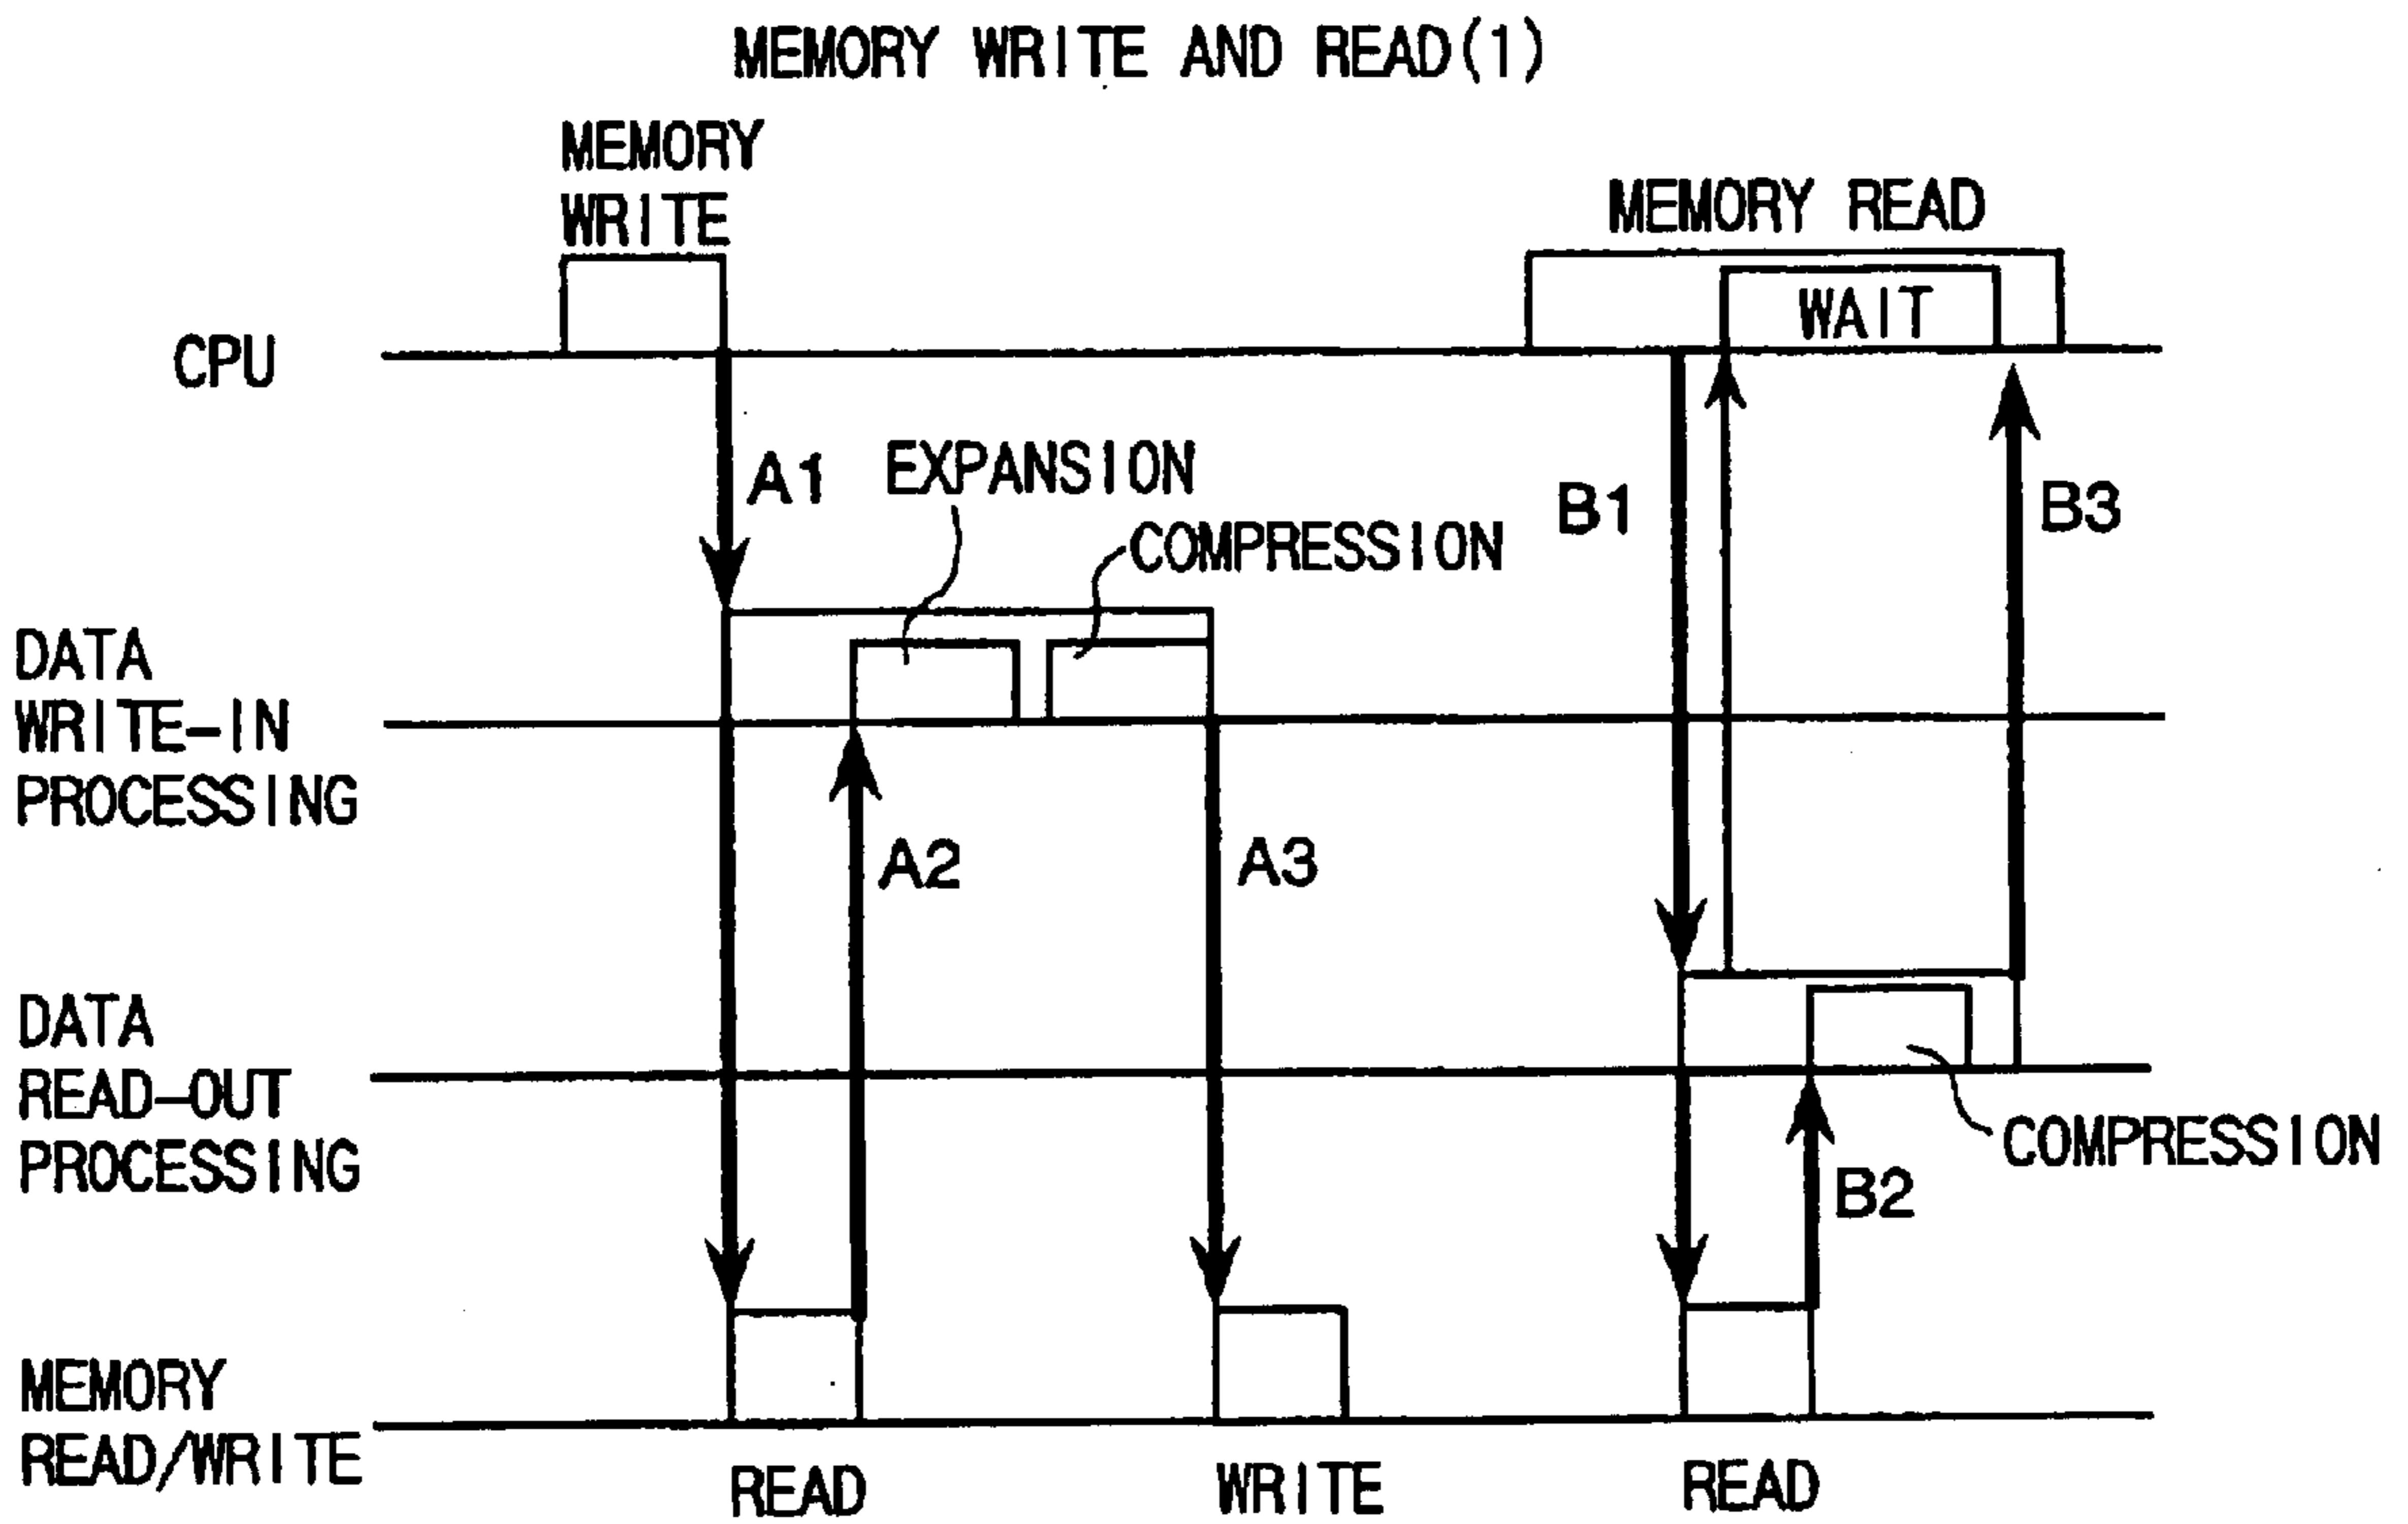 MEMORY WRITE AND READ(1)
MEMORY
WRITE
MEMORY READ
WAIT
CPU
A1
EXPANSION
COMPRESSION
B1
B3
DATA
WRITE-IN
PROCESSING
A2
A3
DATA
READ-OUT
PROCESSING
COMPRESSION
B2
MEMORY
READ/WRITE
READ
WRITE
READ